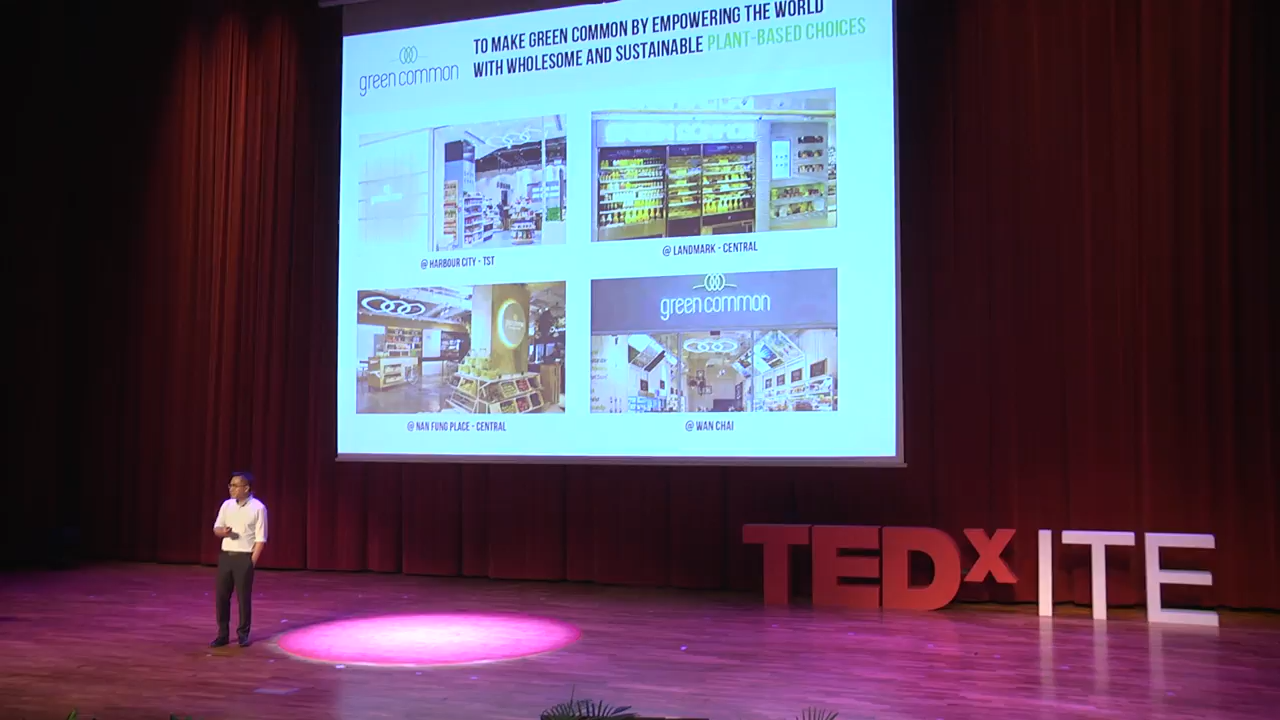 TO MAKE GREEN COMMON BY EMPOWERING THE WORLD
WITH WHOLESOME AND SUSTAINABLE PLANT-BASED CHOICES
green common
@ HARBOUR CITY - TST
@ LANDMARK - CENTRAL
green common
@ NAN FUNG PLACE - CENTRAL
@ WAN CHAI
TEDx ITE